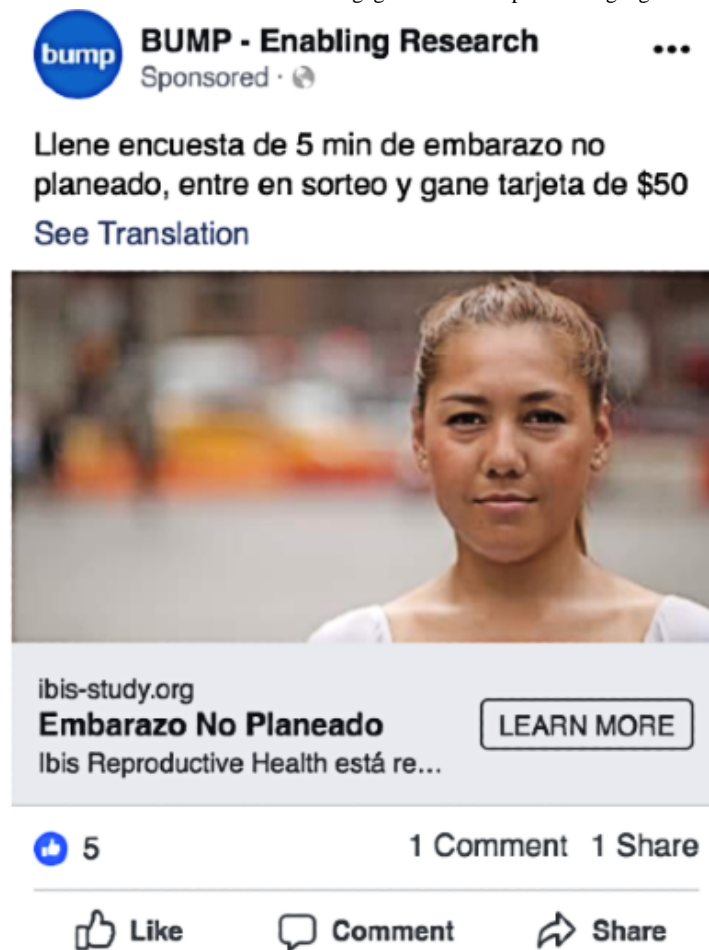 bump
BUMP - Enabling Research
Sponsored ·
Llene encuesta de 5 min de embarazo no
planeado, entre en sorteo y gane tarjeta de $50
See Translation
ibis-study.org
Embarazo No Planeado
LEARN MORE
Ibis Reproductive Health está re...
5
1 Comment 1 Share
Like
Comment
Share